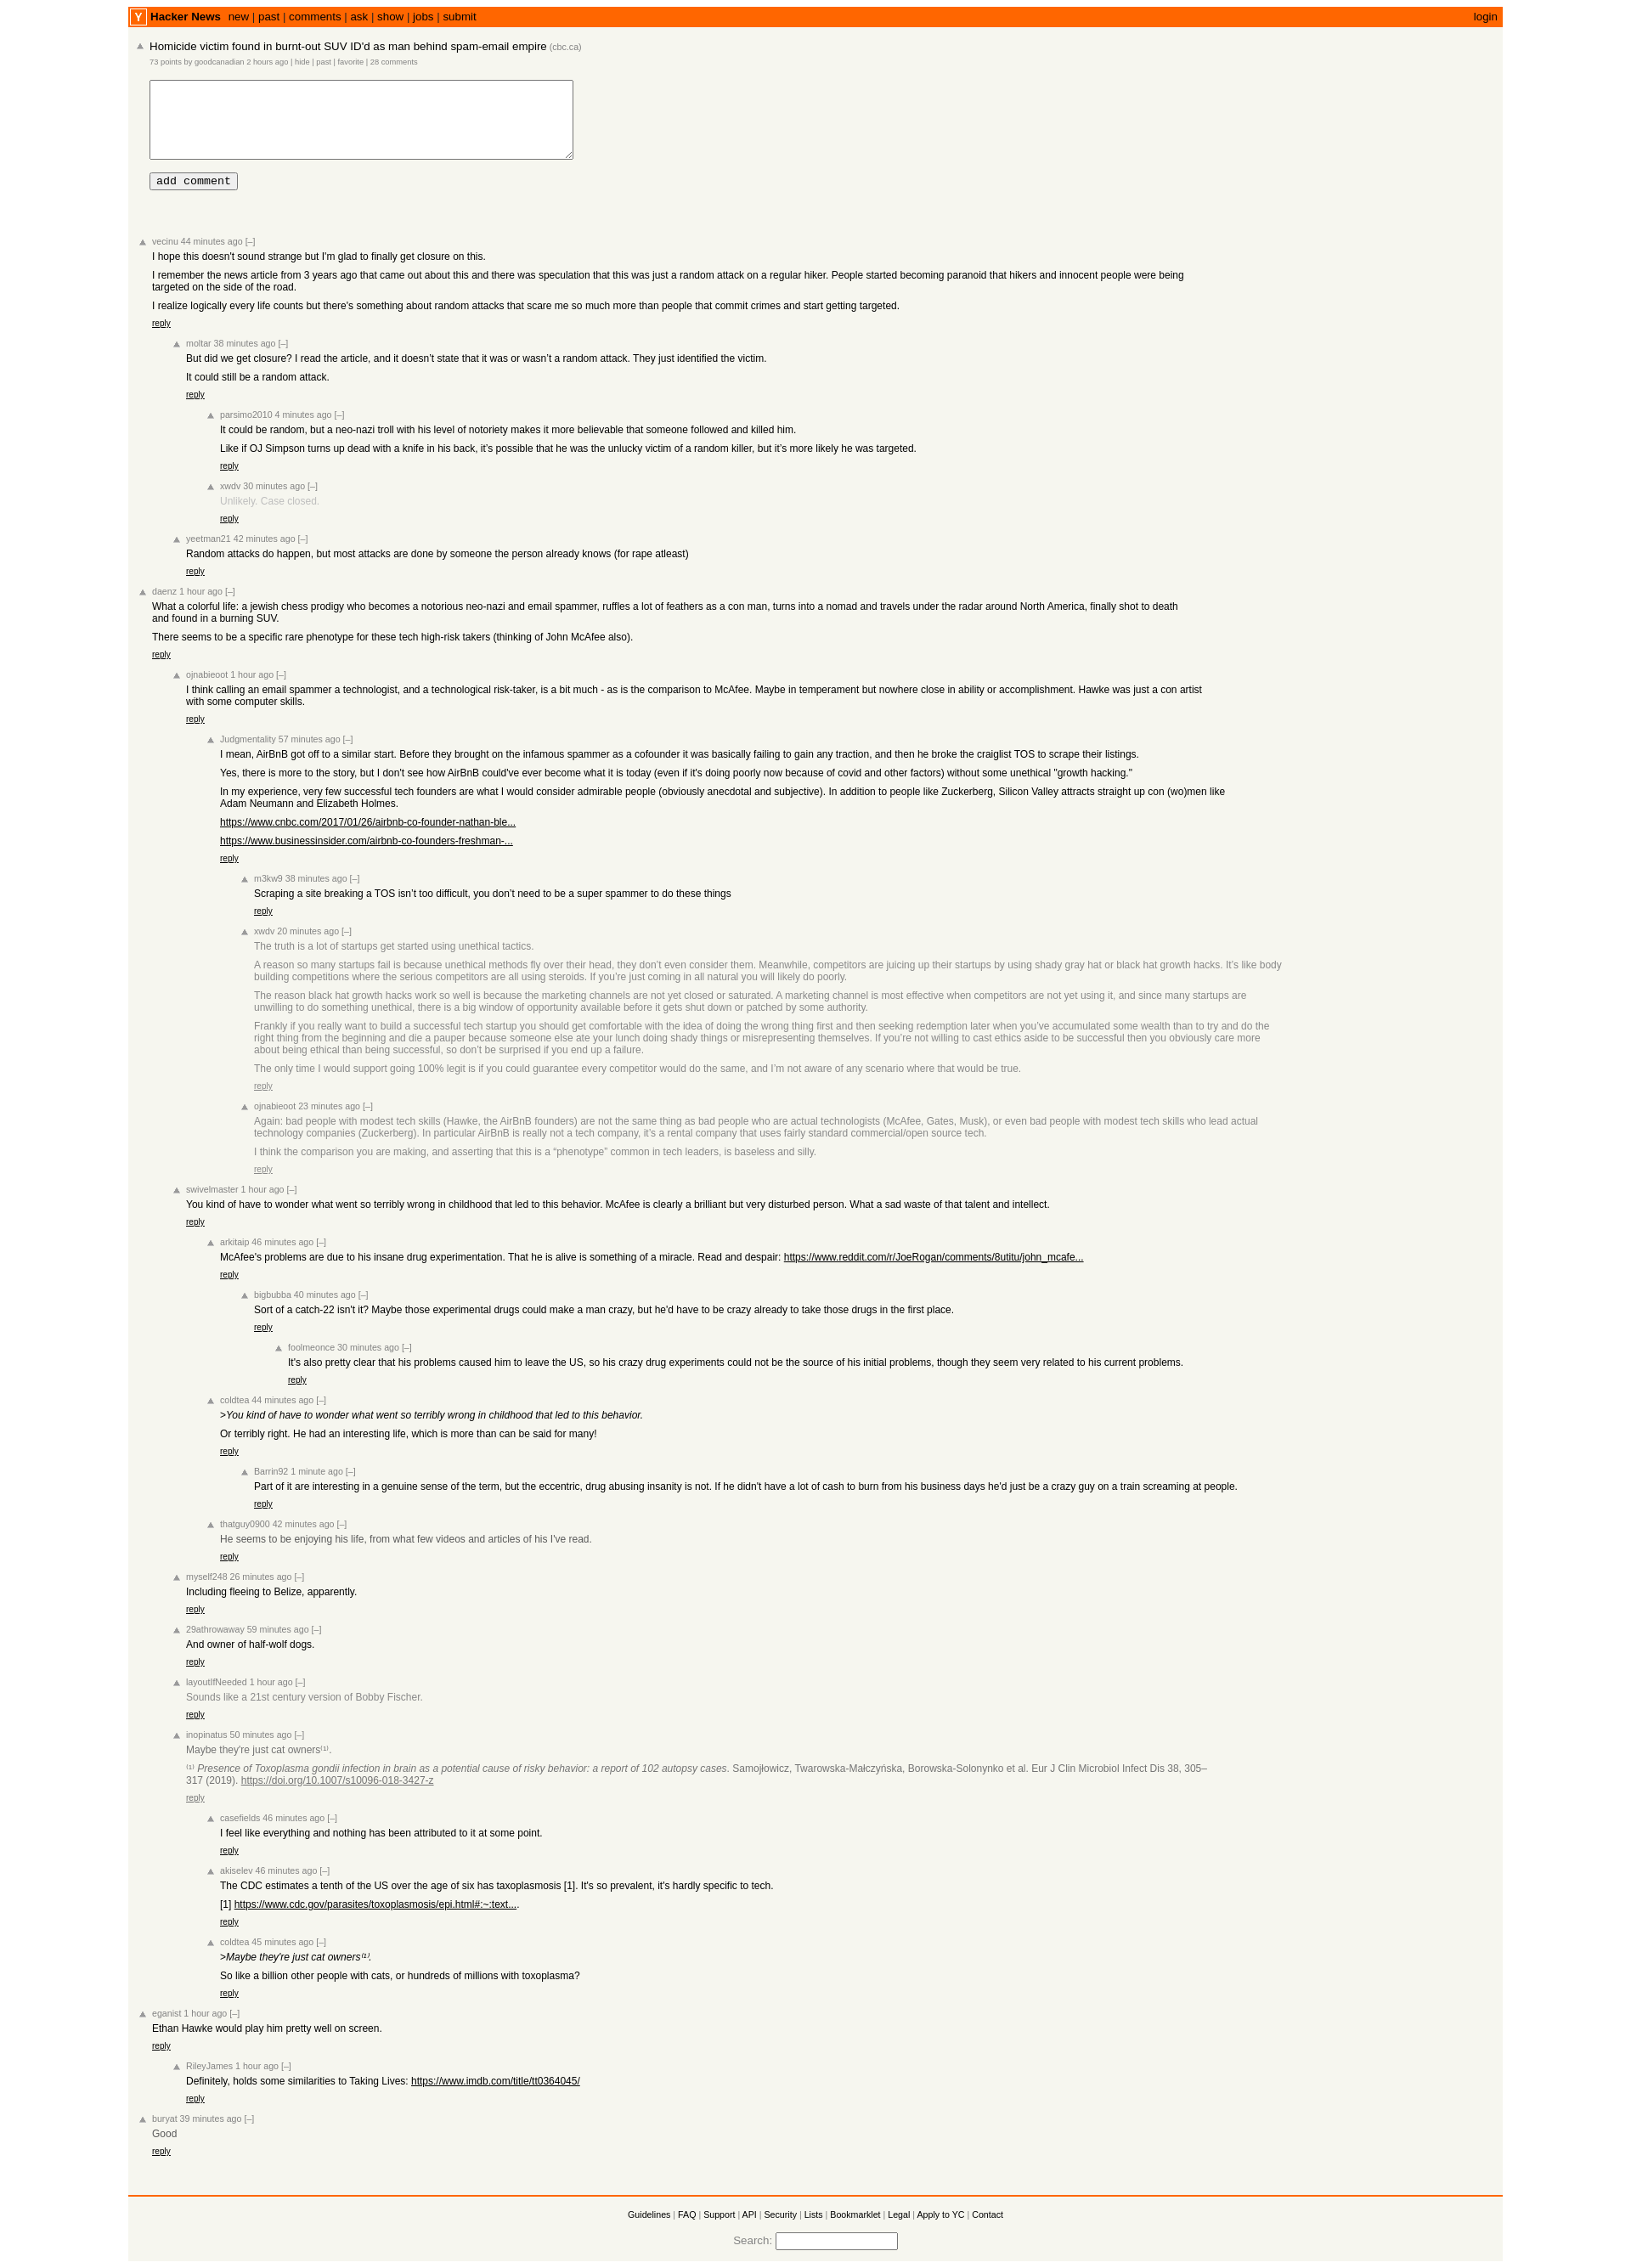 Y Hacker News new | past | comments | ask | show | jobs | submit login
Homicide victim found in burnt-out SUV ID'd as man behind spam-email empire (cbc.ca)
73 points by goodcanadian 2 hours ago | hide | past | favorite | 28 comments
add comment
vecinu 44 minutes ago [–]
I hope this doesn't sound strange but I'm glad to finally get closure on this.
I remember the news article from 3 years ago that came out about this and there was speculation that this was just a random attack on a regular hiker. People started becoming paranoid that hikers and innocent people were being
targeted on the side of the road.
I realize logically every life counts but there's something about random attacks that scare me so much more than people that commit crimes and start getting targeted.
reply
moltar 38 minutes ago [–]
But did we get closure? I read the article, and it doesn’t state that it was or wasn’t a random attack. They just identified the victim.
It could still be a random attack.
reply
parsimo2010 4 minutes ago [–]
It could be random, but a neo-nazi troll with his level of notoriety makes it more believable that someone followed and killed him.
Like if OJ Simpson turns up dead with a knife in his back, it’s possible that he was the unlucky victim of a random killer, but it’s more likely he was targeted.
reply
xwdv 30 minutes ago [–]
Unlikely. Case closed.
reply
yeetman21 42 minutes ago [–]
Random attacks do happen, but most attacks are done by someone the person already knows (for rape atleast)
reply
daenz 1 hour ago [–]
What a colorful life: a jewish chess prodigy who becomes a notorious neo-nazi and email spammer, ruffles a lot of feathers as a con man, turns into a nomad and travels under the radar around North America, finally shot to death
and found in a burning SUV.
There seems to be a specific rare phenotype for these tech high-risk takers (thinking of John McAfee also).
reply
ojnabieoot 1 hour ago [–]
I think calling an email spammer a technologist, and a technological risk-taker, is a bit much - as is the comparison to McAfee. Maybe in temperament but nowhere close in ability or accomplishment. Hawke was just a con artist
with some computer skills.
reply
Judgmentality 57 minutes ago [–]
I mean, AirBnB got off to a similar start. Before they brought on the infamous spammer as a cofounder it was basically failing to gain any traction, and then he broke the craiglist TOS to scrape their listings.
Yes, there is more to the story, but I don't see how AirBnB could've ever become what it is today (even if it's doing poorly now because of covid and other factors) without some unethical "growth hacking."
In my experience, very few successful tech founders are what I would consider admirable people (obviously anecdotal and subjective). In addition to people like Zuckerberg, Silicon Valley attracts straight up con (wo)men like
Adam Neumann and Elizabeth Holmes.
https://www.cnbc.com/2017/01/26/airbnb-co-founder-nathan-ble...
https://www.businessinsider.com/airbnb-co-founders-freshman-...
reply
m3kw9 38 minutes ago [–]
Scraping a site breaking a TOS isn’t too difficult, you don’t need to be a super spammer to do these things
reply
xwdv 20 minutes ago [–]
The truth is a lot of startups get started using unethical tactics.
A reason so many startups fail is because unethical methods fly over their head, they don’t even consider them. Meanwhile, competitors are juicing up their startups by using shady gray hat or black hat growth hacks. It’s like body
building competitions where the serious competitors are all using steroids. If you’re just coming in all natural you will likely do poorly.
The reason black hat growth hacks work so well is because the marketing channels are not yet closed or saturated. A marketing channel is most effective when competitors are not yet using it, and since many startups are
unwilling to do something unethical, there is a big window of opportunity available before it gets shut down or patched by some authority.
Frankly if you really want to build a successful tech startup you should get comfortable with the idea of doing the wrong thing first and then seeking redemption later when you’ve accumulated some wealth than to try and do the
right thing from the beginning and die a pauper because someone else ate your lunch doing shady things or misrepresenting themselves. If you’re not willing to cast ethics aside to be successful then you obviously care more
about being ethical than being successful, so don’t be surprised if you end up a failure.
The only time I would support going 100% legit is if you could guarantee every competitor would do the same, and I’m not aware of any scenario where that would be true.
reply
ojnabieoot 23 minutes ago [–]
Again: bad people with modest tech skills (Hawke, the AirBnB founders) are not the same thing as bad people who are actual technologists (McAfee, Gates, Musk), or even bad people with modest tech skills who lead actual
technology companies (Zuckerberg). In particular AirBnB is really not a tech company, it’s a rental company that uses fairly standard commercial/open source tech.
I think the comparison you are making, and asserting that this is a “phenotype” common in tech leaders, is baseless and silly.
reply
swivelmaster 1 hour ago [–]
You kind of have to wonder what went so terribly wrong in childhood that led to this behavior. McAfee is clearly a brilliant but very disturbed person. What a sad waste of that talent and intellect.
reply
arkitaip 46 minutes ago [–]
McAfee's problems are due to his insane drug experimentation. That he is alive is something of a miracle. Read and despair: https://www.reddit.com/r/JoeRogan/comments/8utitu/john_mcafe...
reply
bigbubba 40 minutes ago [–]
Sort of a catch-22 isn't it? Maybe those experimental drugs could make a man crazy, but he'd have to be crazy already to take those drugs in the first place.
reply
foolmeonce 30 minutes ago [–]
It's also pretty clear that his problems caused him to leave the US, so his crazy drug experiments could not be the source of his initial problems, though they seem very related to his current problems.
reply
coldtea 44 minutes ago [–]
>You kind of have to wonder what went so terribly wrong in childhood that led to this behavior.
Or terribly right. He had an interesting life, which is more than can be said for many!
reply
Barrin92 1 minute ago [–]
Part of it are interesting in a genuine sense of the term, but the eccentric, drug abusing insanity is not. If he didn't have a lot of cash to burn from his business days he'd just be a crazy guy on a train screaming at people.
reply
thatguy0900 42 minutes ago [–]
He seems to be enjoying his life, from what few videos and articles of his I've read.
reply
myself248 26 minutes ago [–]
Including fleeing to Belize, apparently.
reply
29athrowaway 59 minutes ago [–]
And owner of half-wolf dogs.
reply
layoutIfNeeded 1 hour ago [–]
Sounds like a 21st century version of Bobby Fischer.
reply
inopinatus 50 minutes ago [–]
Maybe they're just cat owners⁽¹⁾.
⁽¹⁾ Presence of Toxoplasma gondii infection in brain as a potential cause of risky behavior: a report of 102 autopsy cases. Samojłowicz, Twarowska-Małczyńska, Borowska-Solonynko et al. Eur J Clin Microbiol Infect Dis 38, 305–
317 (2019). https://doi.org/10.1007/s10096-018-3427-z
reply
casefields 46 minutes ago [–]
I feel like everything and nothing has been attributed to it at some point.
reply
akiselev 46 minutes ago [–]
The CDC estimates a tenth of the US over the age of six has taxoplasmosis [1]. It's so prevalent, it's hardly specific to tech.
[1] https://www.cdc.gov/parasites/toxoplasmosis/epi.html#:~:text....
reply
coldtea 45 minutes ago [–]
>Maybe they're just cat owners⁽¹⁾.
So like a billion other people with cats, or hundreds of millions with toxoplasma?
reply
eganist 1 hour ago [–]
Ethan Hawke would play him pretty well on screen.
reply
RileyJames 1 hour ago [–]
Definitely, holds some similarities to Taking Lives: https://www.imdb.com/title/tt0364045/
reply
buryat 39 minutes ago [–]
Good
reply
Guidelines | FAQ | Support | API | Security | Lists | Bookmarklet | Legal | Apply to YC | Contact
Search: